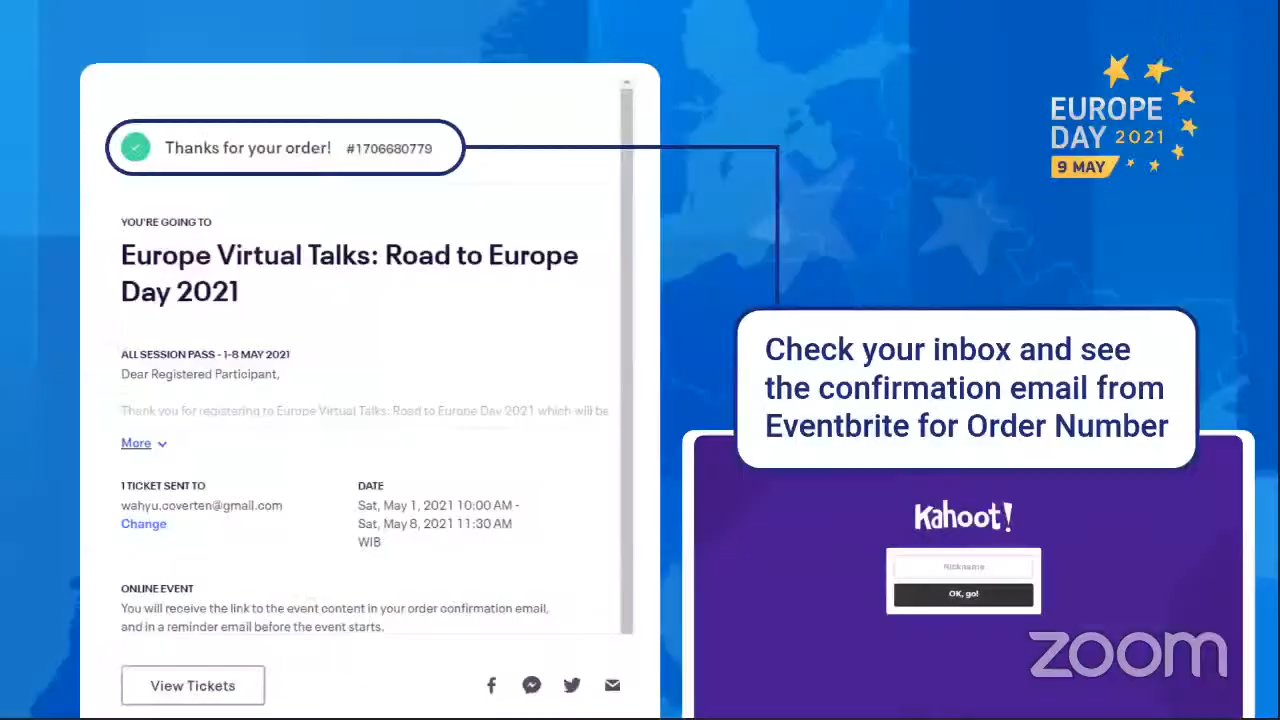 Thanks for your order! #1706680779
YOU'RE GOING TO
Europe Virtual Talks: Road to Europe
Day 2021
ALL SESSION PASS - 1-8 MAY 2021
Dear Registered Participant,
Thank you for registering to Europe Virtual Talks: Road to Europe Day 2021 which will be
More
1 TICKET SENT TO
wahyu.coverten@gmail.com
Change
DATE
Sat, May 1, 2021 10:00 AM -
Sat, May 8, 2021 11:30 AM
WIB
ONLINE EVENT
You will receive the link to the event content in your order confirmation email,
and in a reminder email before the event starts.
View Tickets
EUROPE
DAY 2021
9 MAY
Check your inbox and see
the confirmation email from
Eventbrite for Order Number
Kahoot!
Nickname
OK, go!
zoom